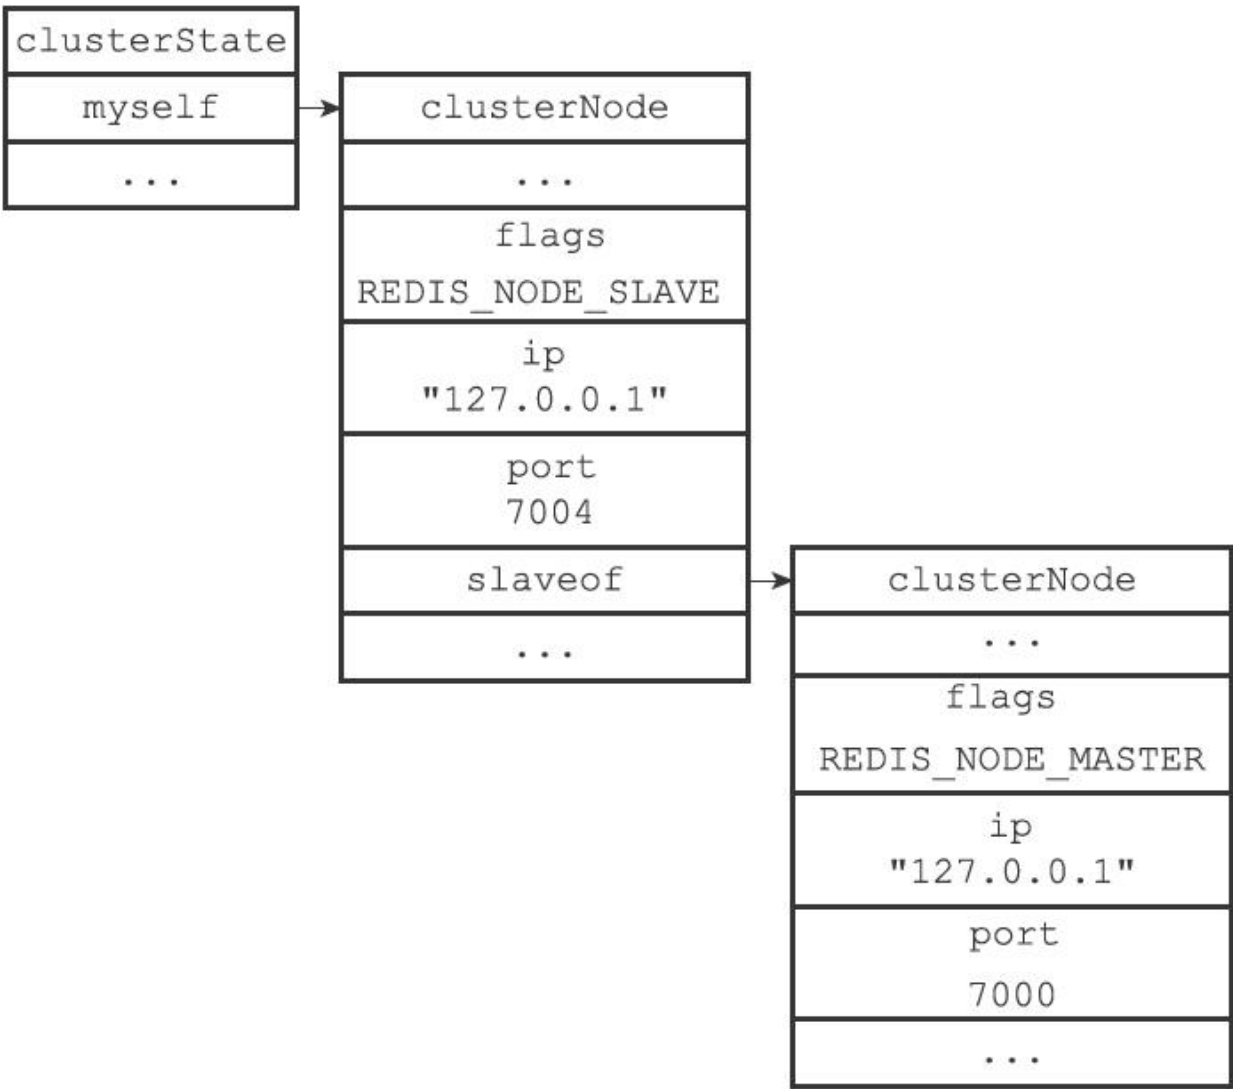 clusterState
myself
...
clusterNode
...
flags
REDIS_NODE_SLAVE
ip
"127.0.0.1"
port
7004
slaveof
...
clusterNode
...
flags
REDIS_NODE_MASTER
ip
"127.0.0.1"
port
7000
...